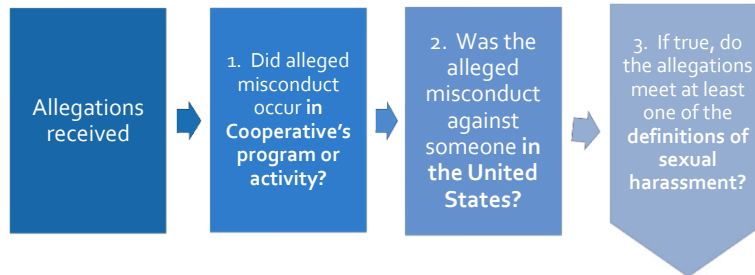 Allegations
received
1. Did alleged
misconduct
occur in
Cooperative's
program or
activity?
2. Was the
alleged
misconduct
against
someone in
the United
States?
3. If true, do
the allegations
meet at least
one of the
definitions of
sexual
harassment?